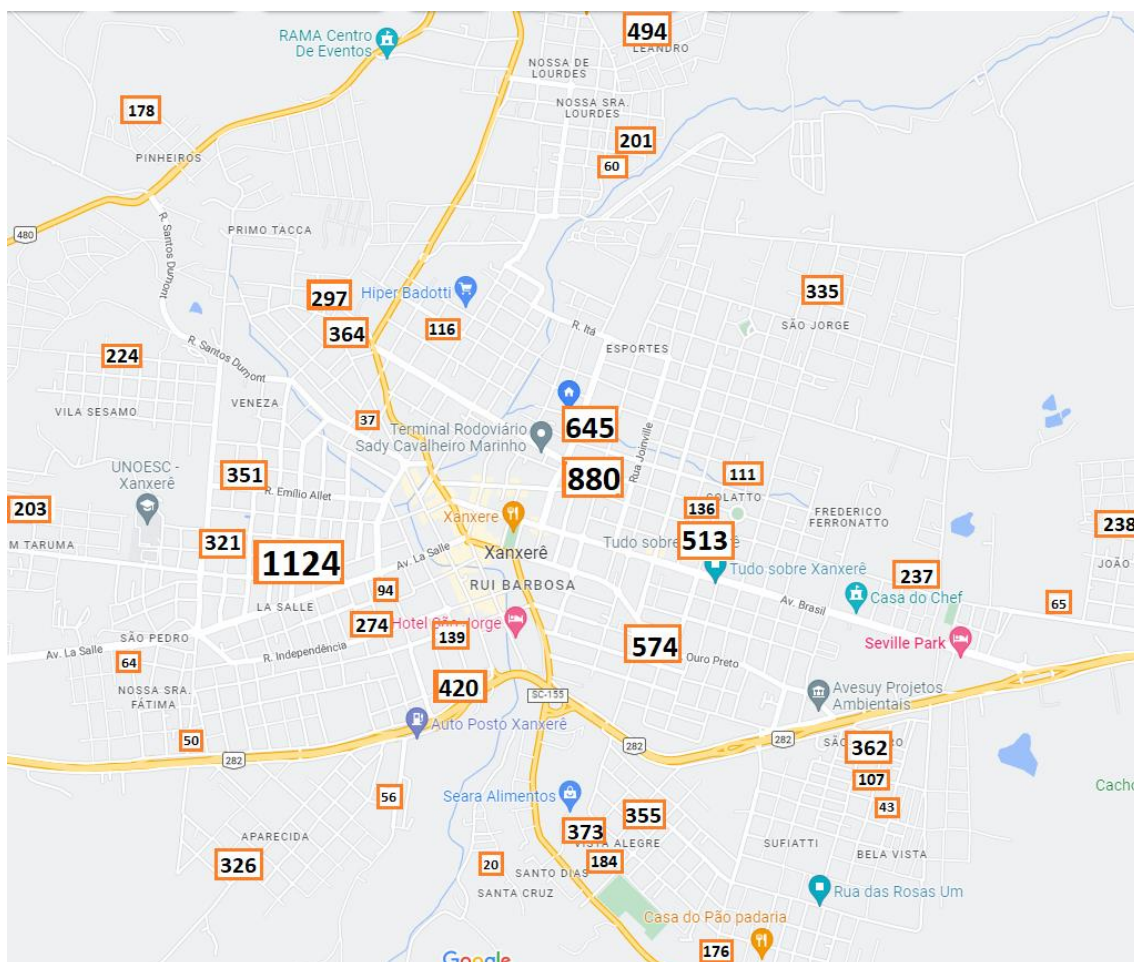 494
RAMA Centro
De Eventos
LEANDRO
NOSSA DE
LOURDES
178
NOSSA SRA.
LOURDES
201
60
PINHEIROS
R. Santos Dumont
480
PRIMO TACCA
297
Hiper Badotti
335
116
364
R. Itá
SÃO JORGE
ESPORTES
224
R. Santos Dumont
VENEZA
VILA SESAMO
37
645
Terminal Rodoviário
Sady Cavalheiro Marinho
Rua Joinville
UNOESC -
Xanxerê
351
880
111
R. Emílio Allet
COLATTO
203
136
Xanxere
FREDERICO
FERRONATTO
238
M TARUMA
321
1124
Av. La Salle
Xanxerê
Tudo sobre
513
JOÃO
Tudo sobre Xanxerê
237
RUI BARBOSA
94
Av. Brasil
Casa do Chef
65
LA SALLE
274
Hotel São Jorge
139
SÃO PEDRO
574
Seville Park
Av. La Salle
64
R. Independência
Ouro Preto
420
NOSSA SRA.
FÁTIMA
SC-155
Avesuy Projetos
Ambientais
Auto Posto Xanxerê
50
282
282
282
362
107
56
Seara Alimentos
43
Cacho
355
373
APARECIDA
VISTA ALEGRE
SUFIATTI
BELA VISTA
326
20
184
SANTO DIAS
SANTA CRUZ
Rua das Rosas Um
Casa do Pão padaria
176
Google